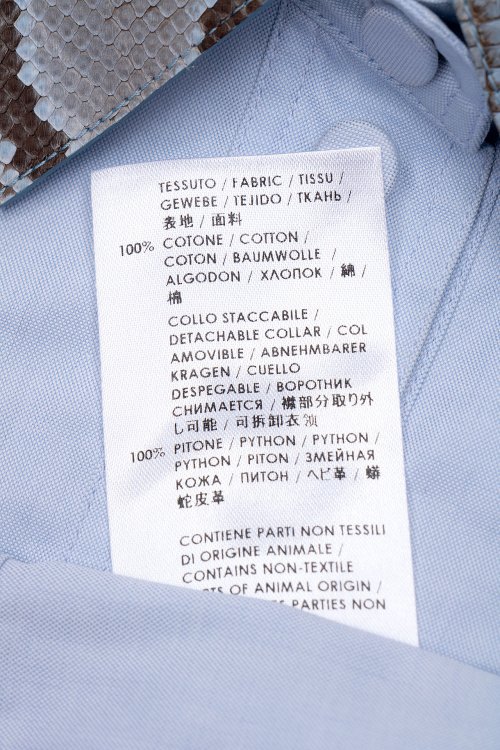 TESSUTO / FABRIC / TISSU /
GEWEBE / TEJIDO / ТКАНЬ /
表地 / 面料
100% COTONE / COTTON /
COTON / BAUMWOLLE /
ALGODON / ХЛОПОК / 綿 /
棉
COLLO STACCABILE /
DETACHABLE COLLAR / COL
AMOVIBLE / ABNEHMBARER
KRAGEN / CUELLO
DESPEGABLE / ВОРОТНИК
СНИМАЕТСЯ / 襟部分取り外
し可能 / 可拆卸衣领
100% PITONE / PYTHON / PYTHON /
PYTHON / PITON / ЗМЕИНАЯ
КОЖА / ПИТОН / ヘビ革 / 蟒
蛇皮革
CONTIENE PARTI NON TESSILI
DI ORIGINE ANIMALE /
CONTAINS NON-TEXTILE
OF ANIMAL ORIGIN /
PARTIES NON